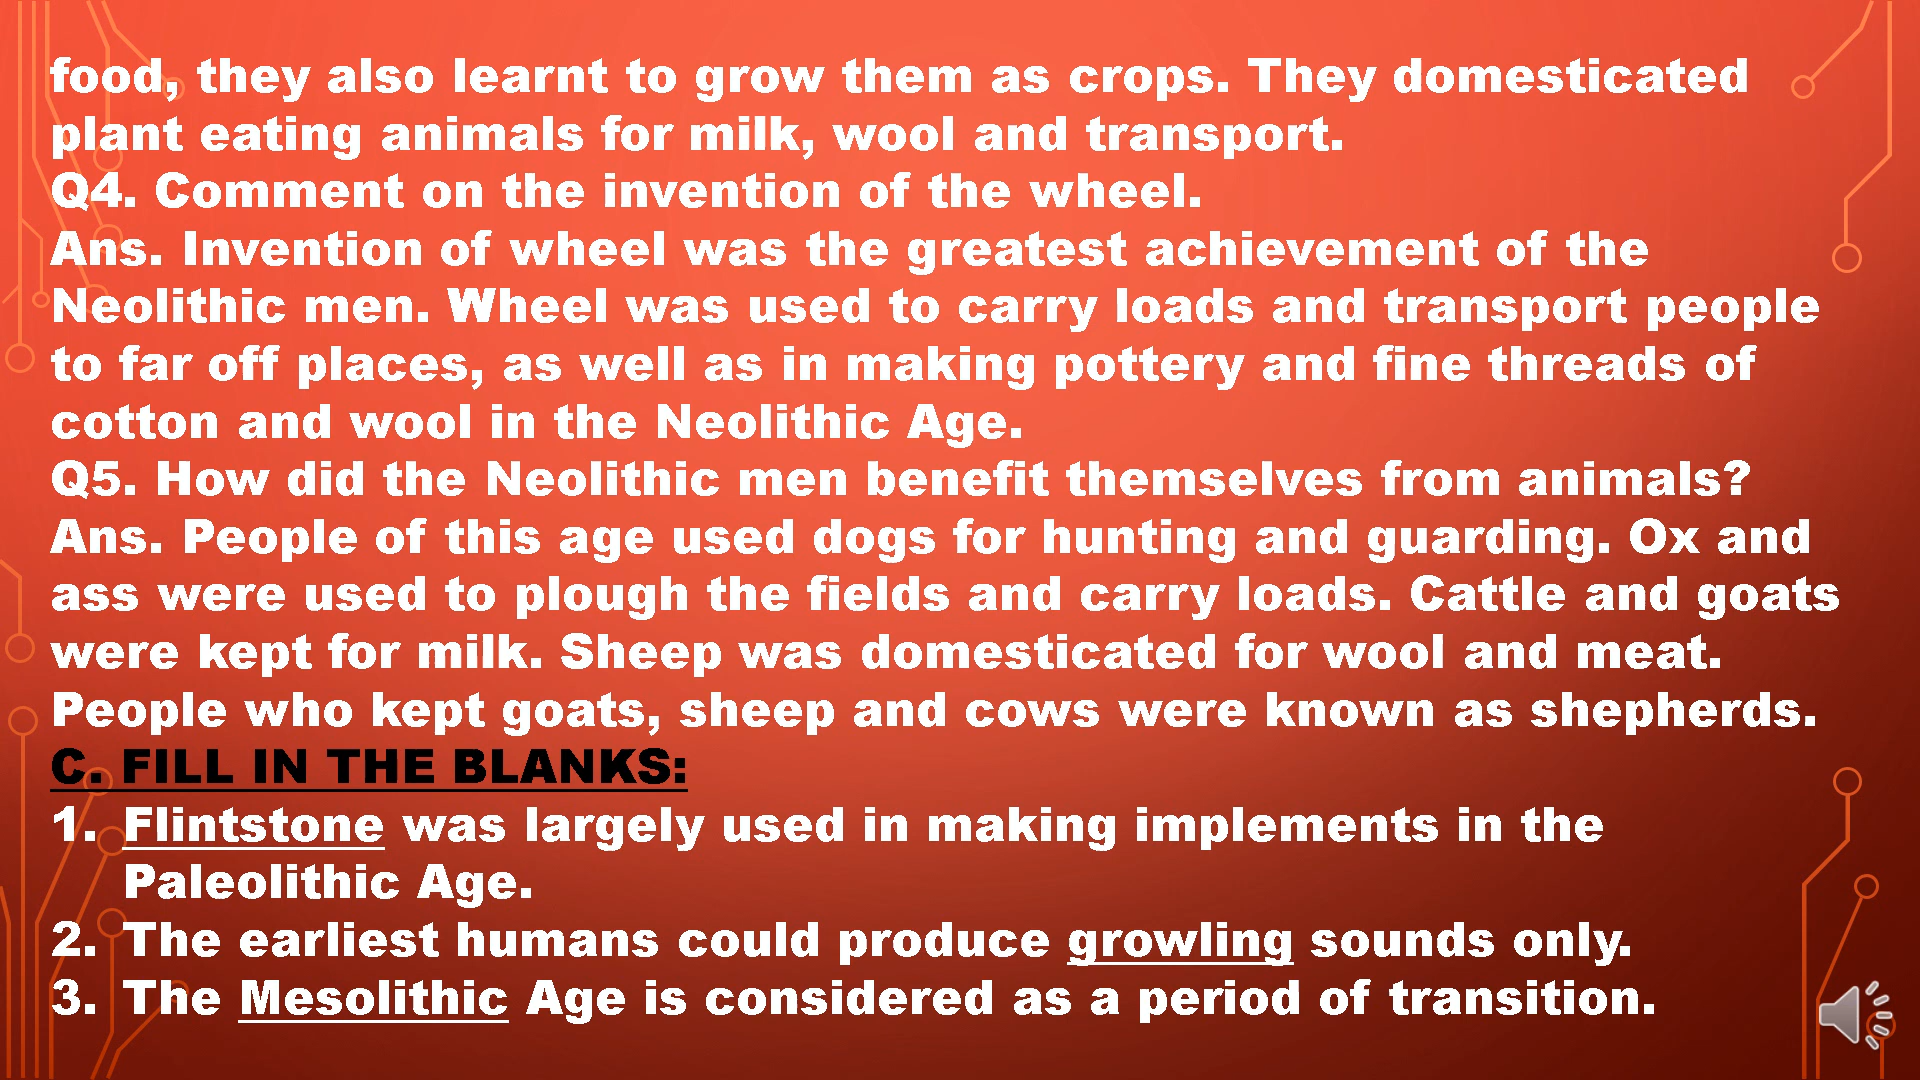 food, they also learnt to grow them as crops. They domesticated
plant eating animals for milk, wool and transport.
Q4. Comment on the invention of the wheel.
Ans. Invention of wheel was the greatest achievement of the
Neolithic men. Wheel was used to carry loads and transport people
to far off places, as well as in making pottery and fine threads of
cotton and wool in the Neolithic Age.
Q5. How did the Neolithic men benefit themselves from animals?
Ans. People of this age used dogs for hunting and guarding. Ox and
ass were used to plough the fields and carry loads. Cattle and goats
were kept for milk. Sheep was domesticated for wool and meat.
People who kept goats, sheep and cows were known as shepherds.
C. FILL IN THE BLANKS:
1. Flintstone was largely used in making implements in the
Paleolithic Age.
2. The earliest humans could produce growling sounds only.
3. The Mesolithic Age is considered as a period of transition.